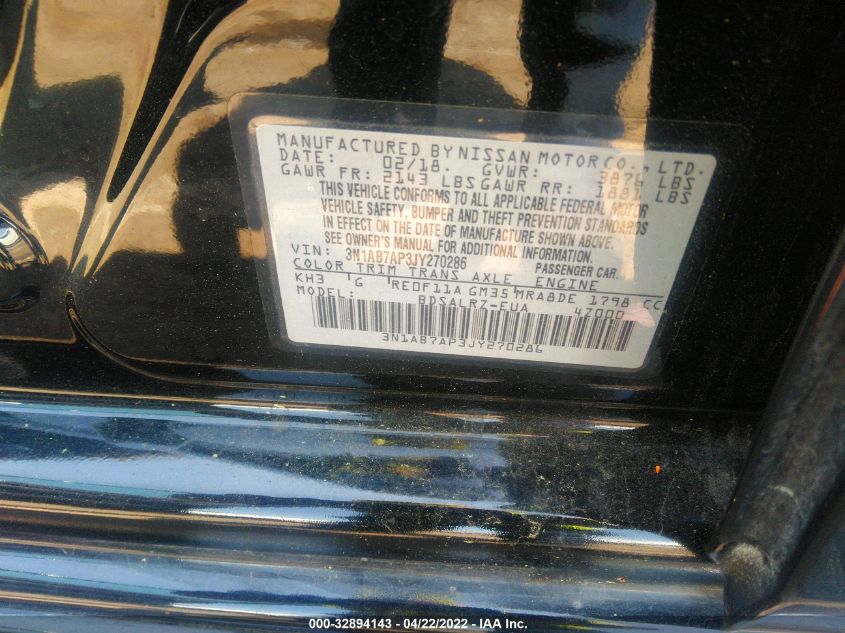 MANUFACTURED BY NISSAN MOTOR CO., LTD.
DATE: 02/18. GVWR: 3876 LBS
GAWR FR: 2143 LBS GAWR RR: 1881 LBS
THIS VEHICLE CONFORMS TO ALL APPLICABLE FEDERAL MOTOR
VEHICLE SAFETY, BUMPER AND THEFT PREVENTION STANDARDS
IN EFFECT ON THE DATE OF MANUFACTURE SHOWN ABOVE.
SEE OWNER'S MANUAL FOR ADDITIONAL INFORMATION.
VIN: 3N1AB7AP3JY270286 PASSENGER CAR.
COLOR TRIM TRANS AXLE ENGINE
KH3 G RE0F11A GM35 MRA8DE 1798 CC
BDSALRZ-EUA 47000
3N1AB7AP3JY270286
000-32894143 - 04/22/2022 - IAA Inc.